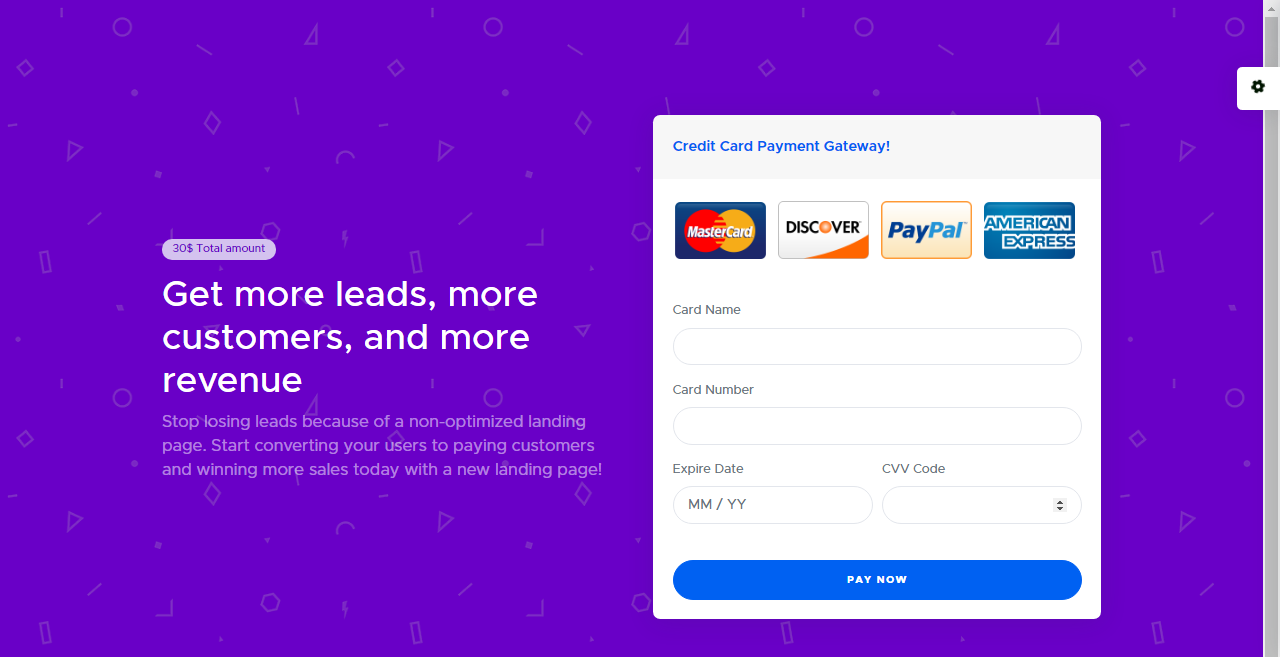 30$ Total amount
Get more leads, more
customers, and more
revenue
Stop losing leads because of a non-optimized landing
page. Start converting your users to paying customers
and winning more sales today with a new landing page!
Credit Card Payment Gateway!
MasterCard
DISCOVER
PayPal
AMERICAN
EXPRESS
Card Name
Card Number
Expire Date
CVV Code
MM / YY
PAY NOW